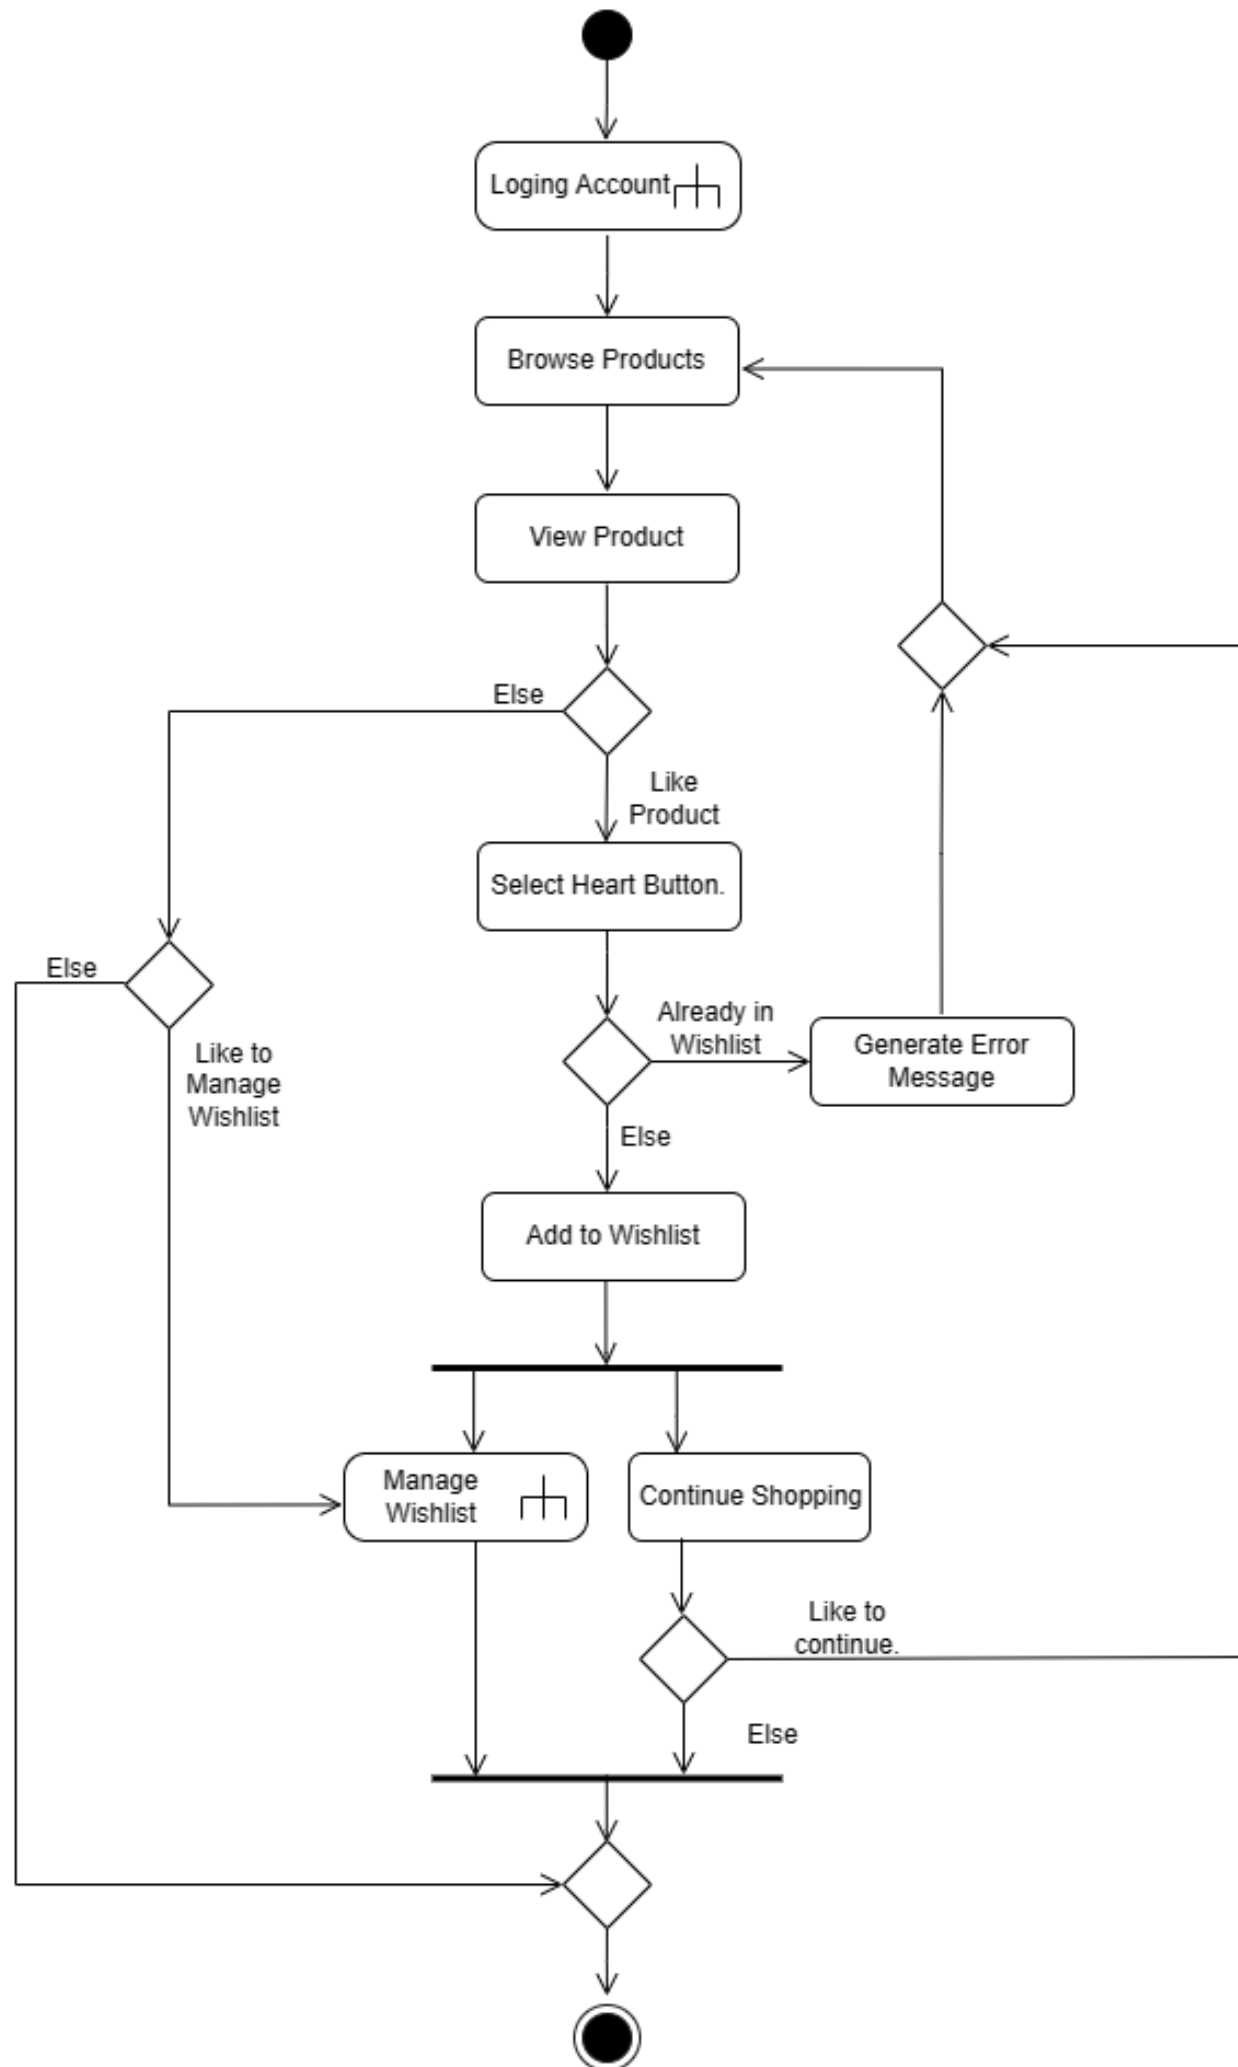 Loging Account
Browse Products
View Product
Else
Like
Product
Select Heart Button.
Else
Like to
Manage
Wishlist
Already in
Wishlist
Generate Error
Message
Else
Add to Wishlist
Manage
Wishlist
Continue Shopping
Like to
continue.
Else